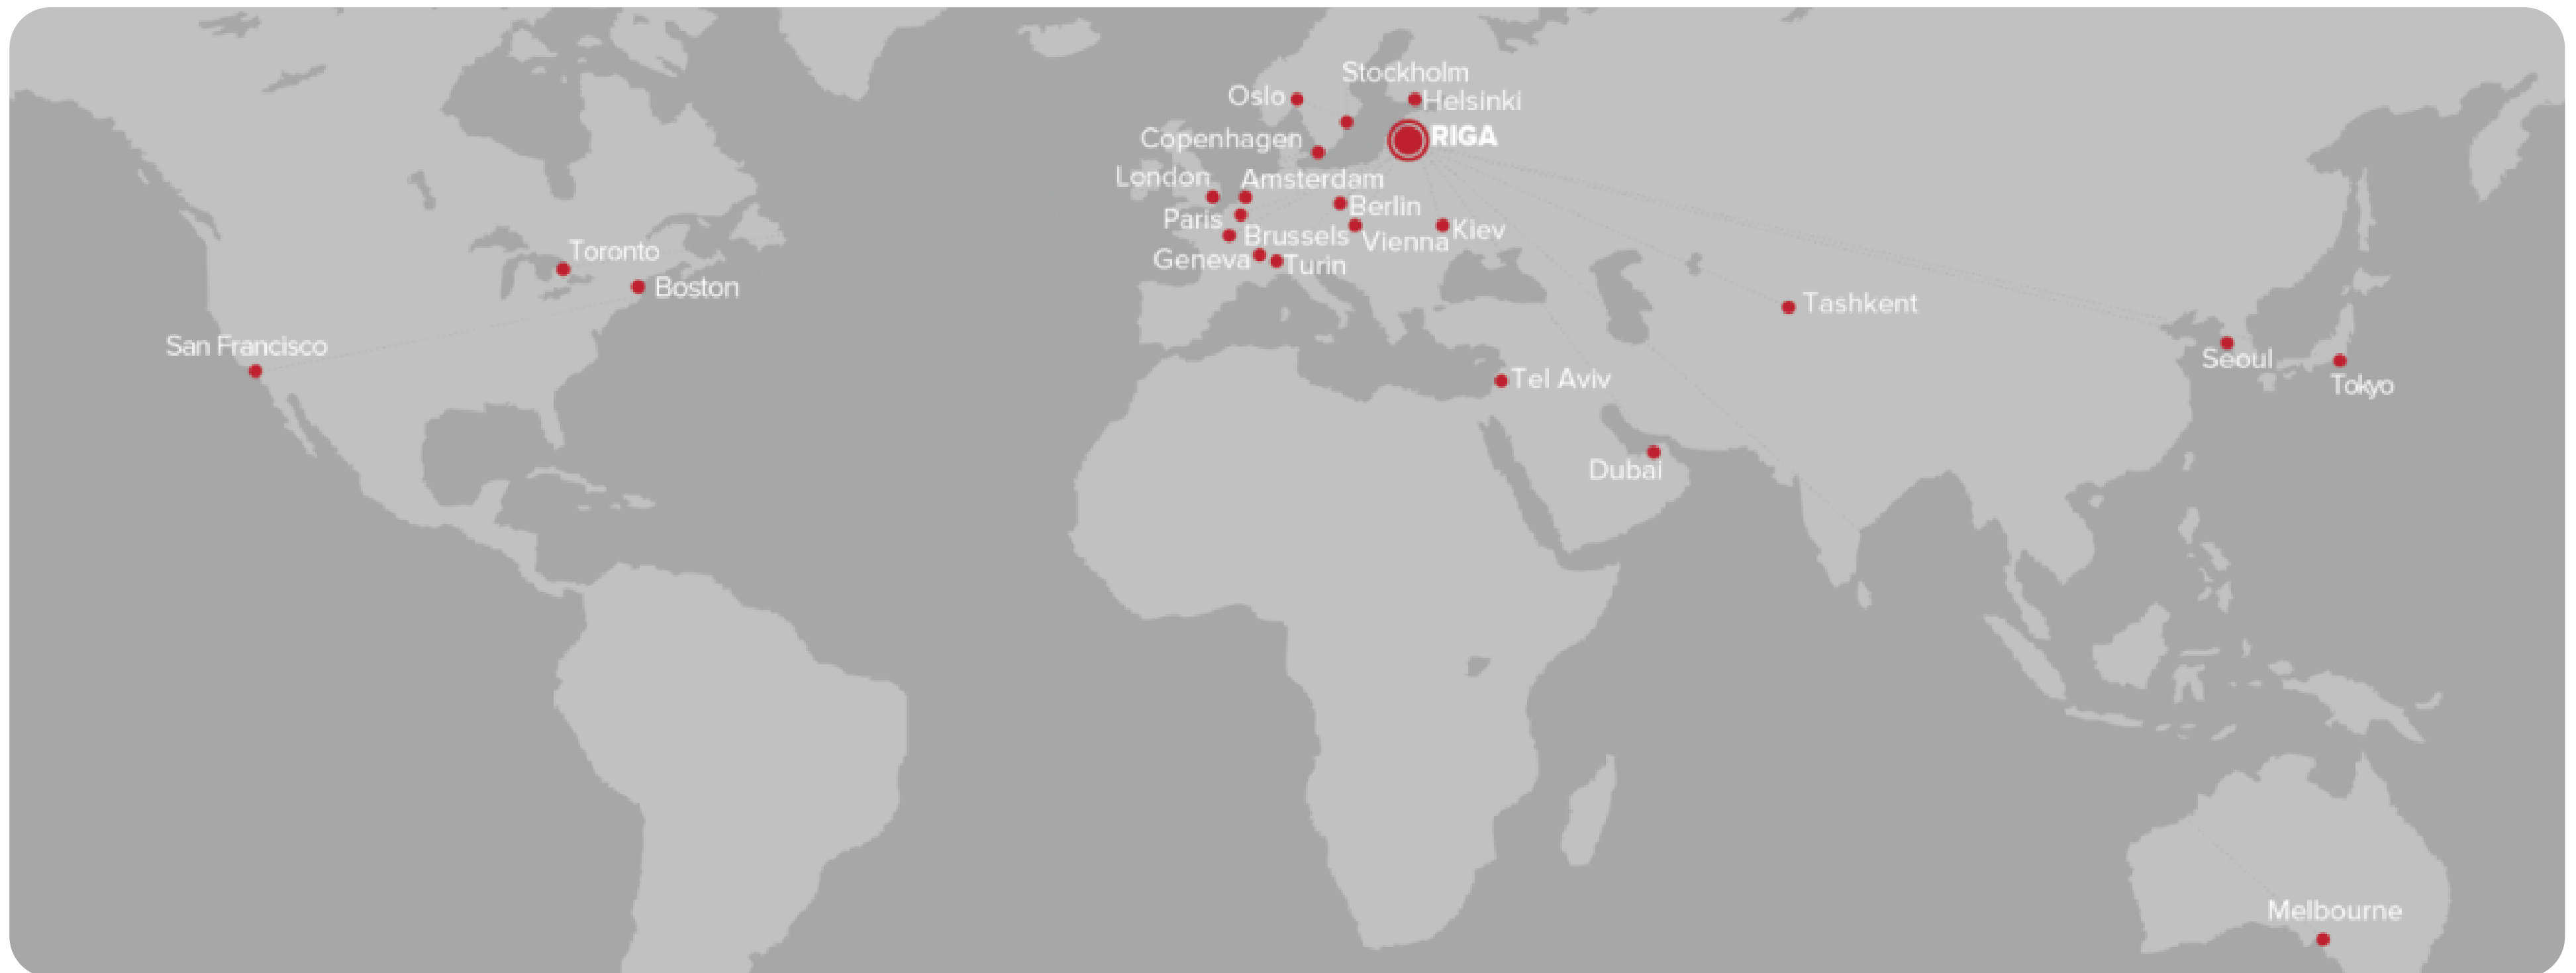 Stockholm
Oslo
Helsinki
Copenhagen
RIGA
London
Amsterdam
Paris
Berlin
Brussels
Vienna
Kiev
Geneva
Turin
Toronto
Boston
San Francisco
Tashkent
Seoul
Tokyo
Tel Aviv
Dubai
Melbourne